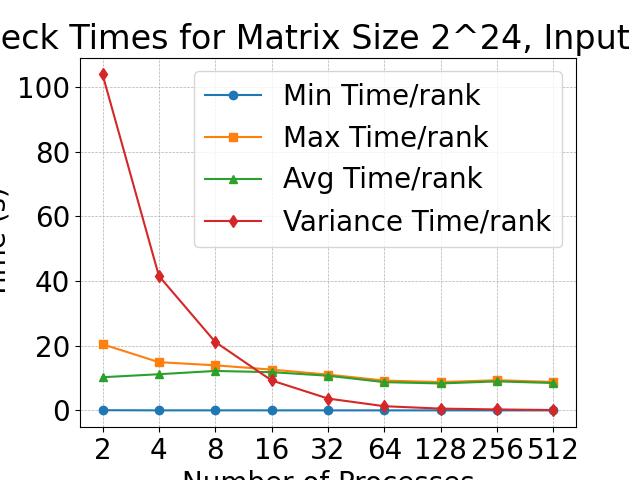 eck Times for Matrix Size 2^24, Input
100
80
60
40
20
0
Time (s)
Min Time/rank
Max Time/rank
Avg Time/rank
Variance Time/rank
2 4 8 16 32 64 128 256 512
Number of Processes